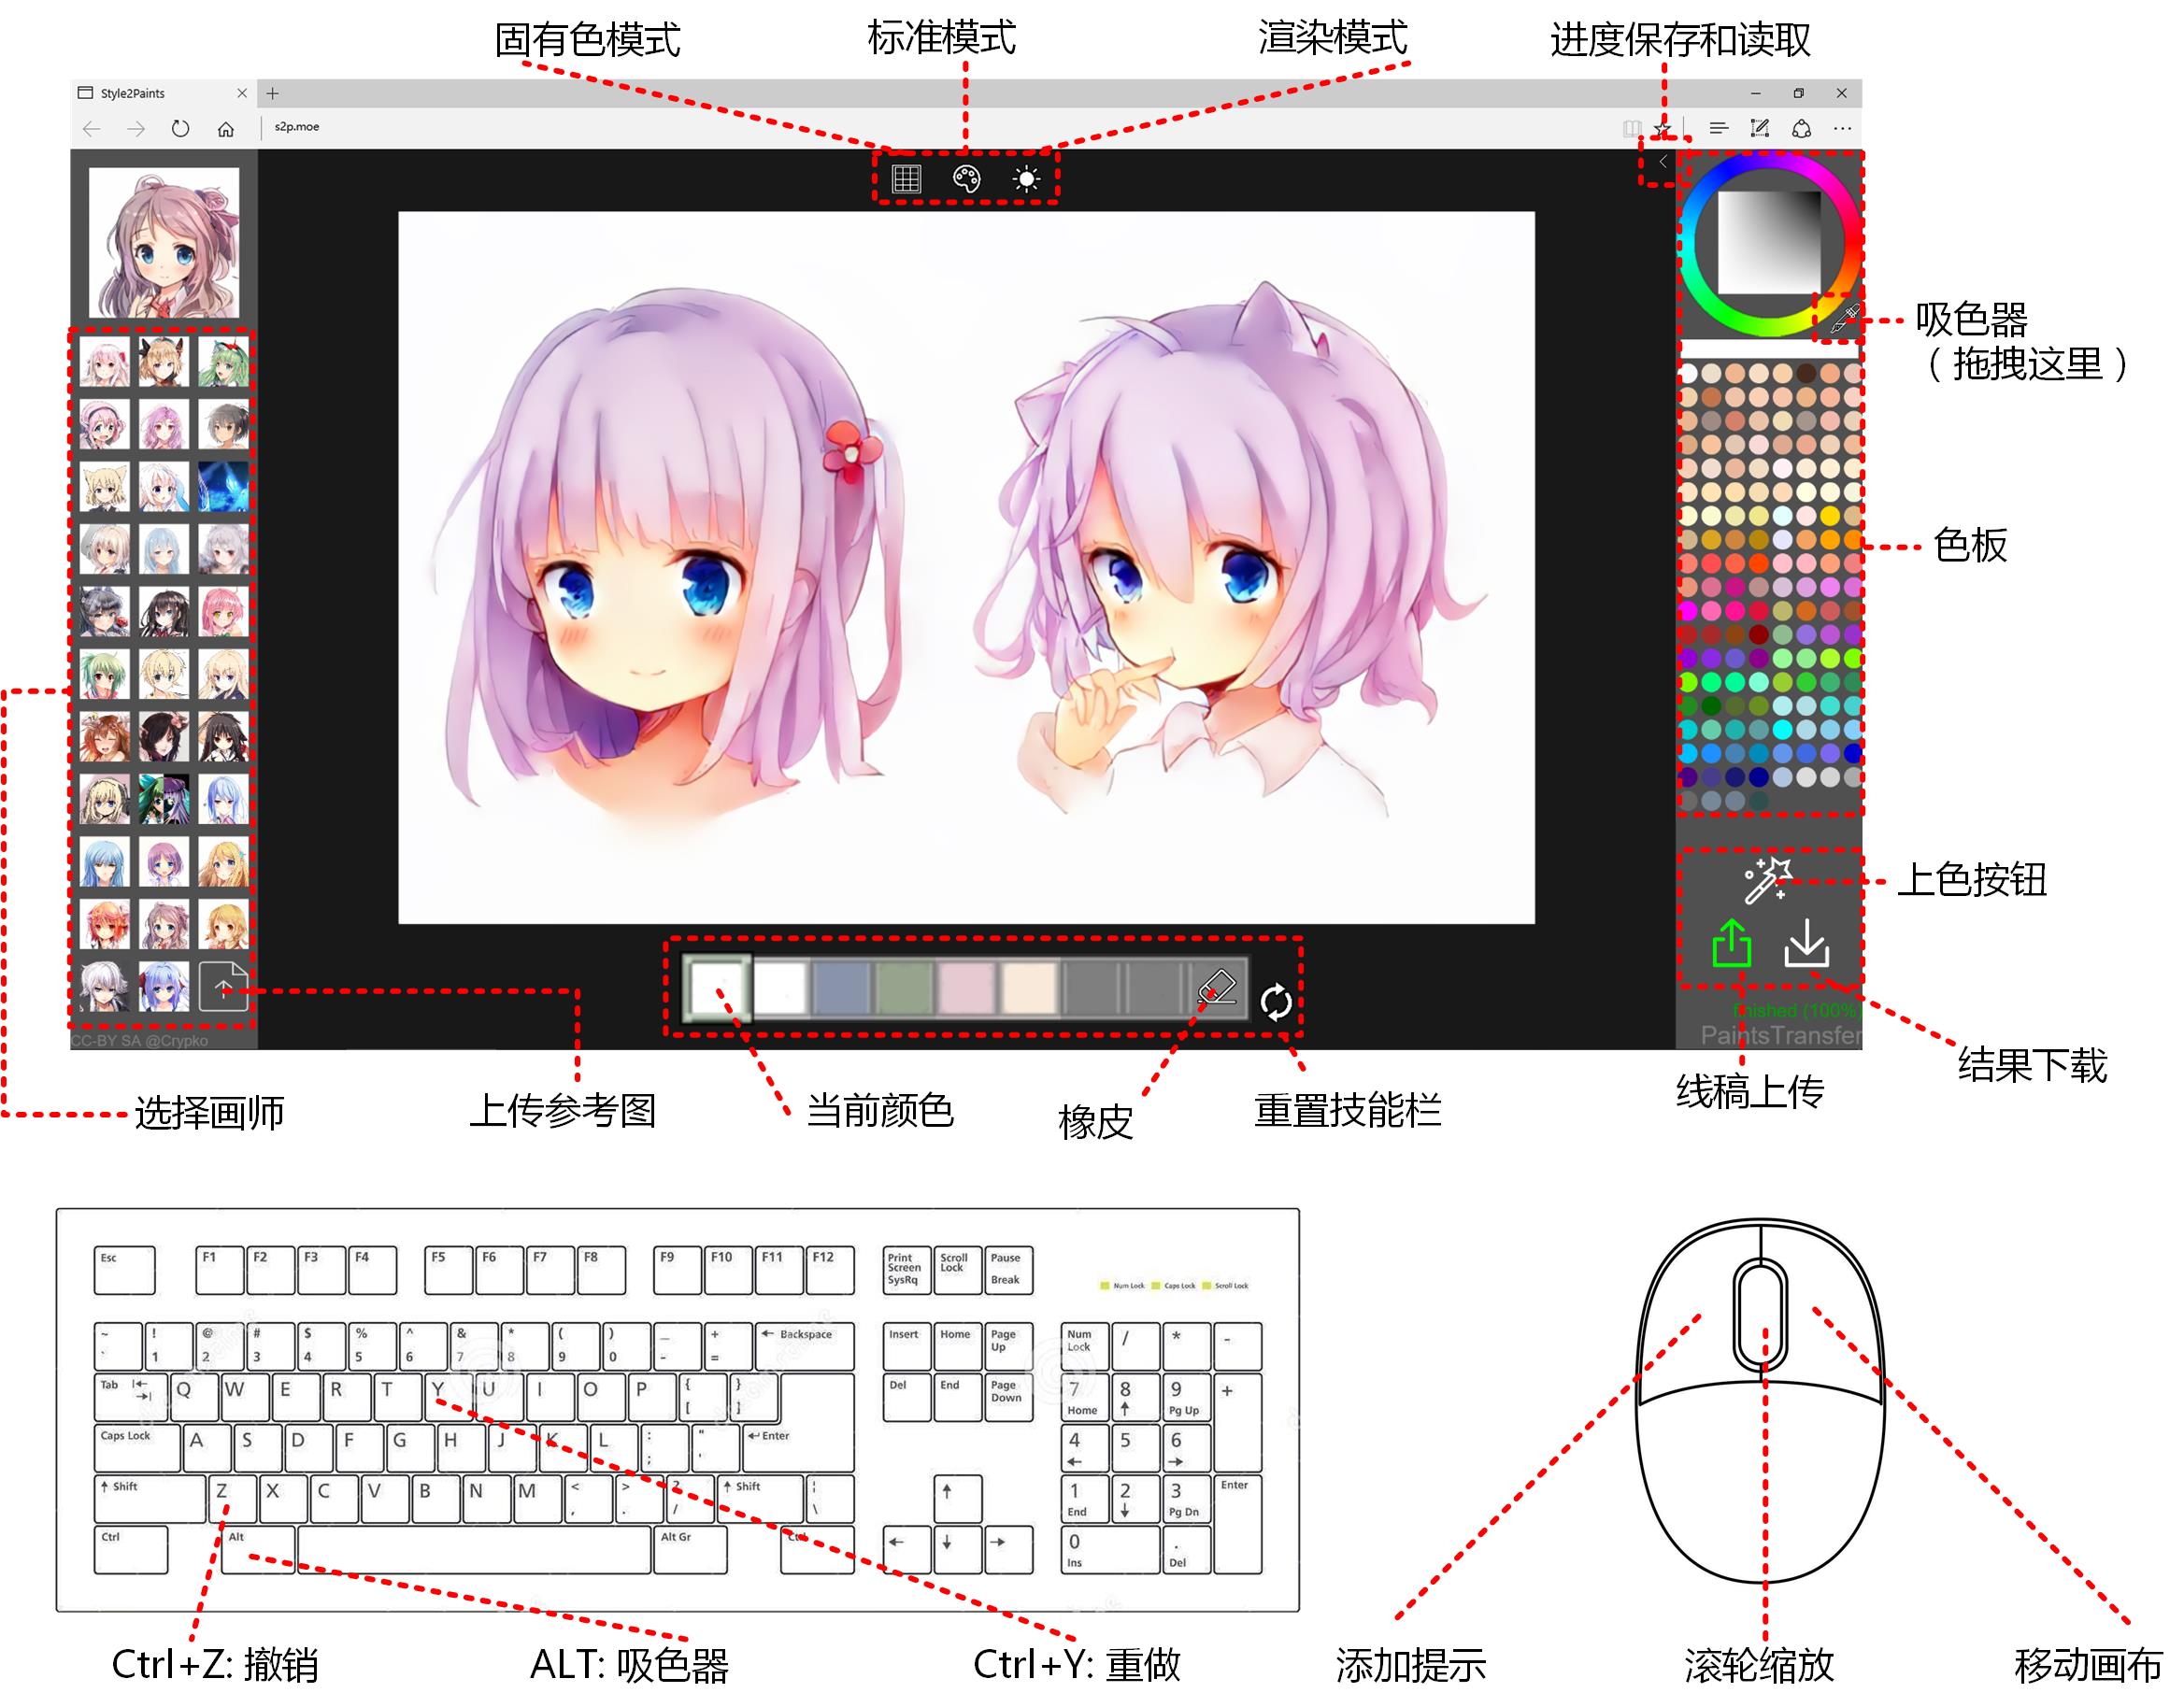 固有色模式
标准模式
渲染模式
进度保存和读取
Style2Paints
s2p.moe
吸色器
（拖拽这里）
色板
上色按钮
Finished (100%)
CC-BY SA @Crypko
PaintsTransfer
结果下载
线稿上传
选择画师
上传参考图
当前颜色
橡皮
重置技能栏
Esc F1 F2 F3 F4 F5 F6 F7 F8 F9 F10 F11 F12 Print Screen SysRq Scroll Lock Pause Break
Num Lock Caps Lock Scroll Lock
~ ` ! 1 @ 2 # 3 $ 4 % 5 ^ 6 & 7 * 8 ( 9 ) 0 _ - + = ← Backspace Insert Home Page Up Num Lock / * -
Tab Q W E R T Y U I O P { [ } ] Del End Page Down 7 Home 8 ↑ 9 Pg Up +
Caps Lock A S D F G H J K L : ; " ' ↵ Enter 4 ← 5 6 →
↑ Shift Z X C V B N M < , > . ? / ↑ Shift ¦ \ ↑ 1 End 2 ↓ 3 Pg Dn Enter
Ctrl Alt Alt Gr Ctrl ← ↓ → 0 Ins . Del
Ctrl+Z: 撤销
ALT: 吸色器
Ctrl+Y: 重做
添加提示
滚轮缩放
移动画布